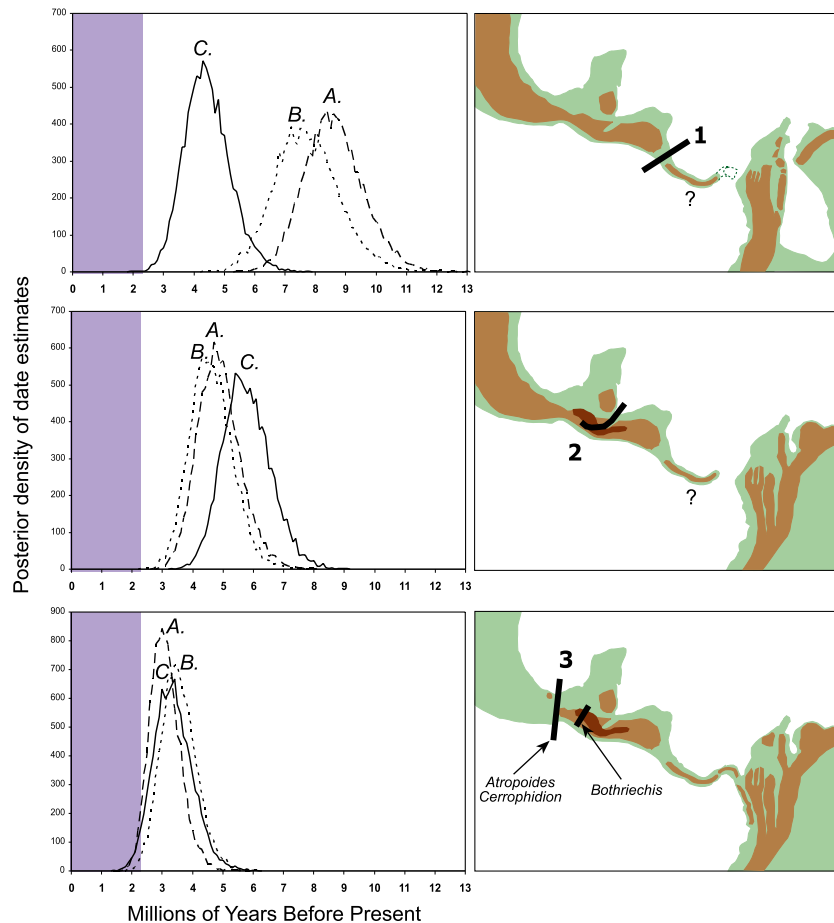 Posterior density of date estimates
700
600
500
400
300
200
100
0
0 1 2 3 4 5 6 7 8 9 10 11 12 13
C.
B.
A.
1
?
700
600
500
400
300
200
100
0
0 1 2 3 4 5 6 7 8 9 10 11 12 13
A.
B.
C.
2
?
900
800
700
600
500
400
300
200
100
0
0 1 2 3 4 5 6 7 8 9 10 11 12 13
A.
C.
B.
3
Atropoides
Cerrophidion
Bothriechis
Millions of Years Before Present